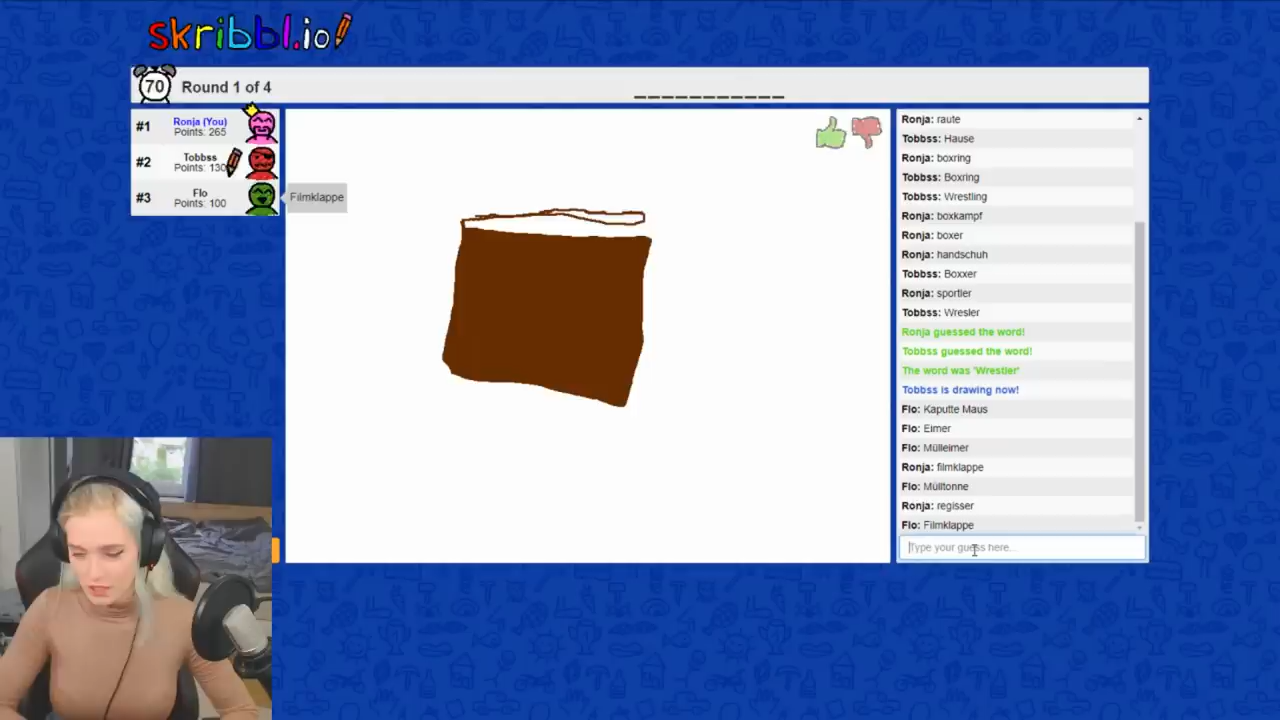 skribbl.io
70
Round 1 of 4
___________
#1
Ronja (You)
Points: 265
#2
Tobbss
Points: 130
#3
Flo
Points: 100
Filmklappe
Ronja: raute
Tobbss: Hause
Ronja: boxring
Tobbss: Boxring
Tobbss: Wrestling
Ronja: boxkampf
Ronja: boxer
Ronja: handschuh
Tobbss: Boxxer
Ronja: sportler
Tobbss: Wresler
Ronja guessed the word!
Tobbss guessed the word!
The word was 'Wrestler'
Tobbss is drawing now!
Flo: Kaputte Maus
Flo: Eimer
Flo: Mülleimer
Ronja: filmklappe
Flo: Mülltonne
Ronja: regisser
Flo: Filmklappe
Type your guess here...